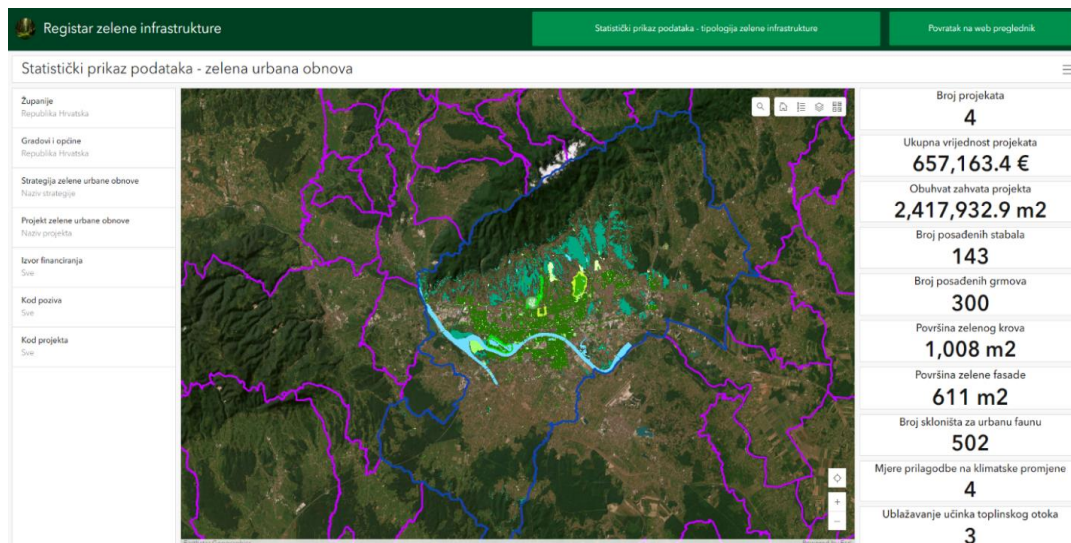 Registar zelene infrastrukture
Statistički prikaz podataka - tipologija zelene infrastrukture
Povratak na web preglednik
Statistički prikaz podataka - zelena urbana obnova
Županije
Republika Hrvatska
Gradovi i općine
Republika Hrvatska
Strategija zelene urbane obnove
Naziv strategije
Projekt zelene urbane obnove
Naziv projekta
Izvor financiranja
Sve
Kod poziva
Sve
Kod projekta
Sve
Broj projekata
4
Ukupna vrijednost projekata
657,163.4 €
Obuhvat zahvata projekta
2,417,932.9 m2
Broj posađenih stabala
143
Broj posađenih grmova
300
Površina zelenog krova
1,008 m2
Površina zelene fasade
611 m2
Broj skloništa za urbanu faunu
502
Mjere prilagodbe na klimatske promjene
4
Ublažavanje učinka toplinskog otoka
3